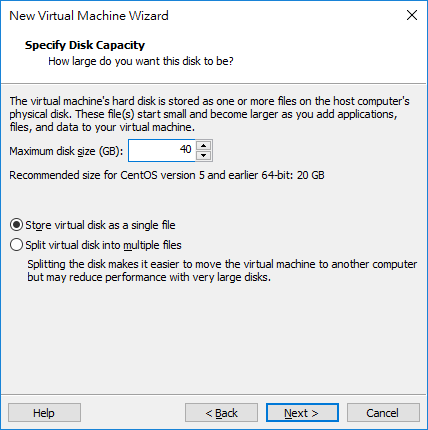 New Virtual Machine Wizard
Specify Disk Capacity
How large do you want this disk to be?
The virtual machine's hard disk is stored as one or more files on the host computer's
physical disk. These file(s) start small and become larger as you add applications,
files, and data to your virtual machine.
Maximum disk size (GB): 40
Recommended size for CentOS version 5 and earlier 64-bit: 20 GB
Store virtual disk as a single file
Split virtual disk into multiple files
Splitting the disk makes it easier to move the virtual machine to another computer
but may reduce performance with very large disks.
Help < Back Next > Cancel